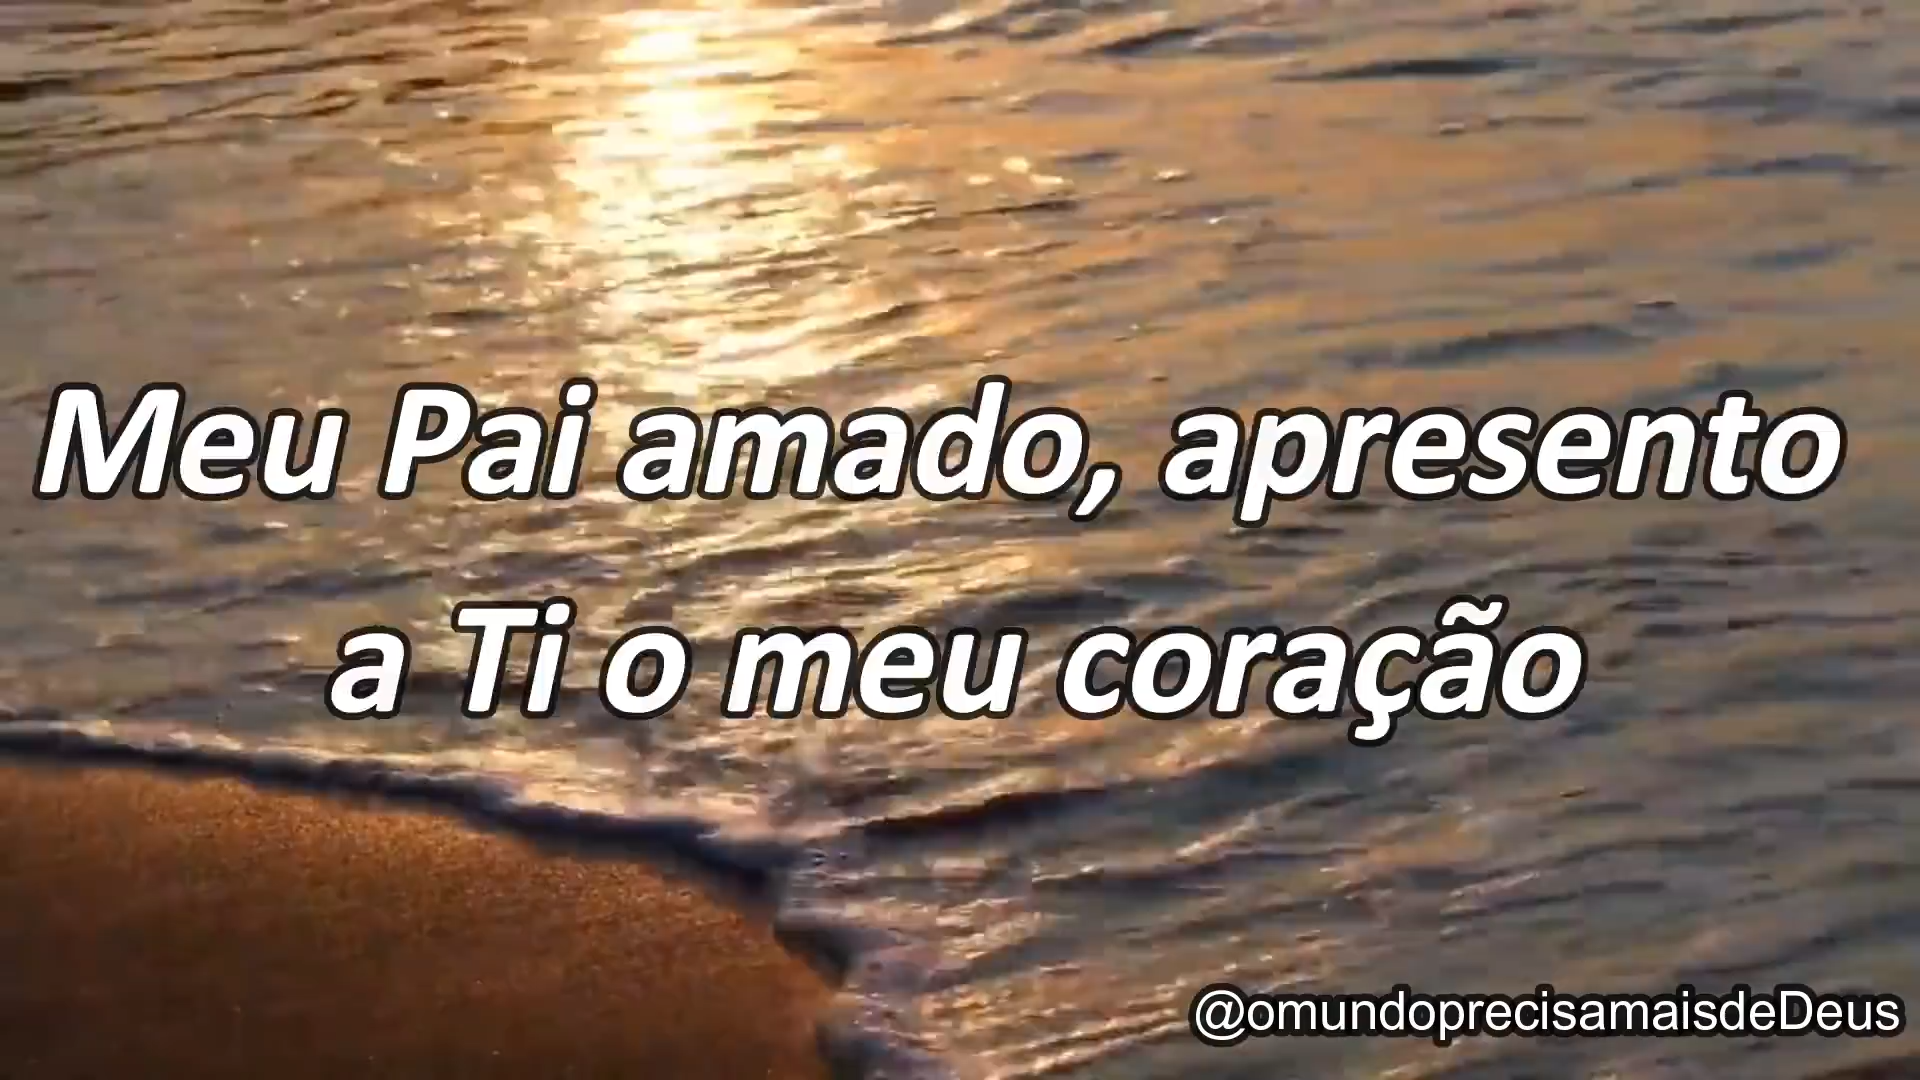 Meu Pai amado, apresento
a Ti o meu coração
@omundoprecisamaisdeDeus